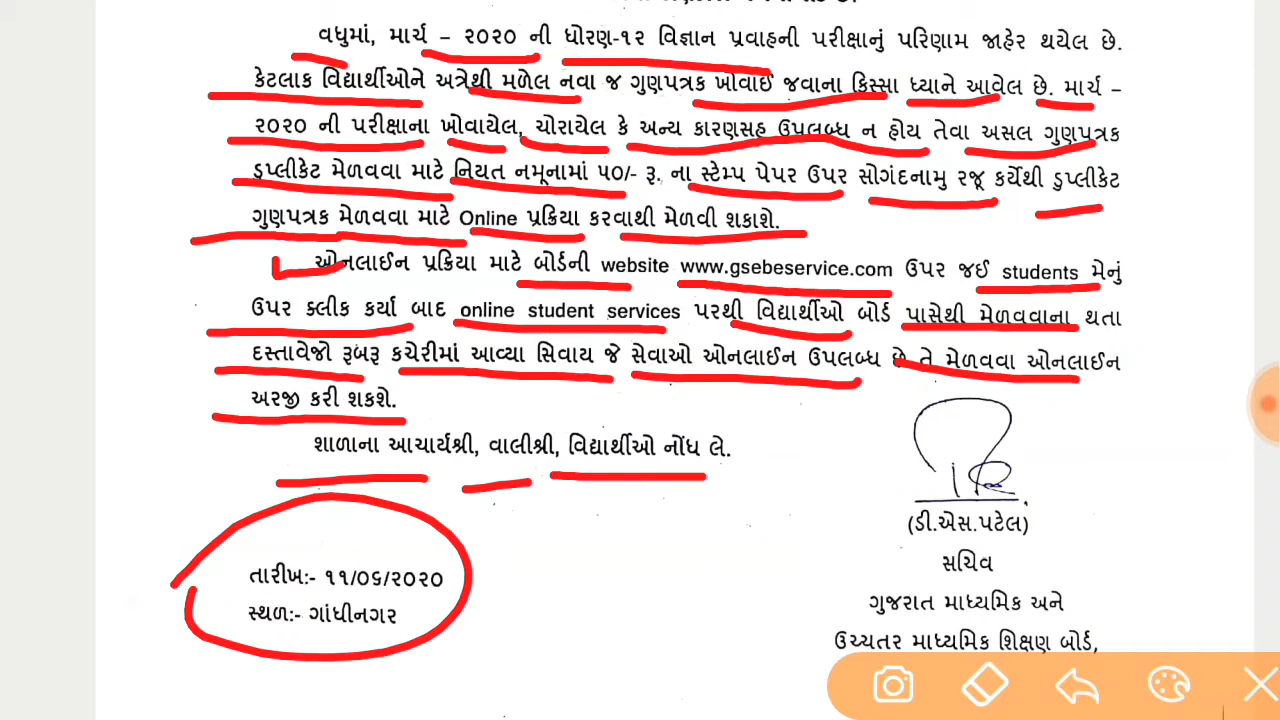 વધુમાં, માર્ચ – ૨૦૨૦ ની ધોરણ-૧૨ વિજ્ઞાન પ્રવાહની પરીક્ષાનું પરિણામ જાહેર થયેલ છે.
કેટલાક વિદ્યાર્થીઓને અત્રેથી મળેલ નવા જ ગુણપત્રક ખોવાઈ જવાના કિસ્સા ધ્યાને આવેલ છે. માર્ચ –
૨૦૨૦ ની પરીક્ષાના ખોવાયેલ, ચોરાયેલ કે અન્ય કારણસહ ઉપલબ્ધ ન હોય તેવા અસલ ગુણપત્રક
ડુપ્લીકેટ મેળવવા માટે નિયત નમૂનામાં ૫૦/- રૂ. ના સ્ટેમ્પ પેપર ઉપર સોગંદનામુ રજૂ કર્યેથી ડુપ્લીકેટ
ગુણપત્રક મેળવવા માટે Online પ્રક્રિયા કરવાથી મેળવી શકાશે.
ઓનલાઈન પ્રક્રિયા માટે બોર્ડની website www.gsebeservice.com ઉપર જઈ students મેનું
ઉપર ક્લીક કર્યા બાદ online student services પરથી વિદ્યાર્થીઓ બોર્ડ પાસેથી મેળવવાના થતા
દસ્તાવેજો રૂબરૂ કચેરીમાં આવ્યા સિવાય જે સેવાઓ ઓનલાઈન ઉપલબ્ધ છે તે મેળવવા ઓનલાઈન
અરજી કરી શકશે.
શાળાના આચાર્યશ્રી, વાલીશ્રી, વિદ્યાર્થીઓ નોંધ લે.
(ડી.એસ.પટેલ)
સચિવ
તારીખ:- ૧૧/૦૬/૨૦૨૦
સ્થળ:- ગાંધીનગર
ગુજરાત માધ્યમિક અને
ઉચ્ચતર માધ્યમિક શિક્ષણ બોર્ડ,